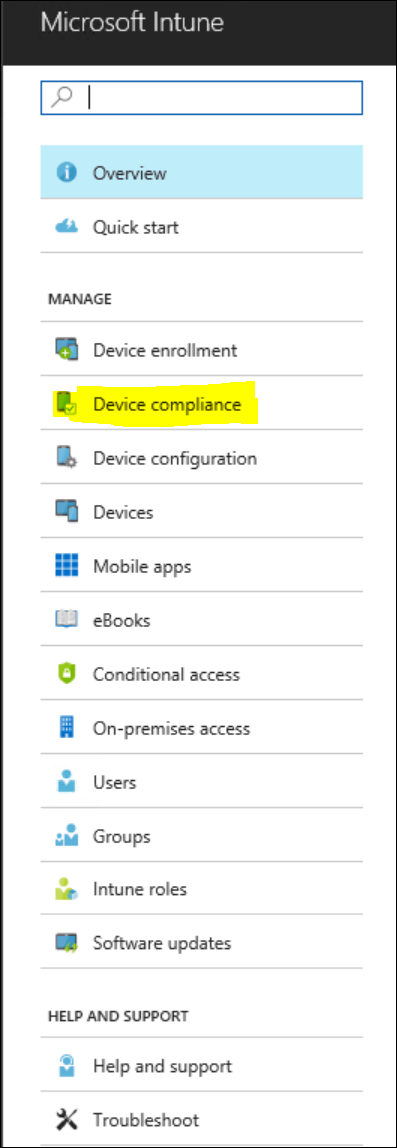 Microsoft Intune
Overview
Quick start
MANAGE
Device enrollment
Device compliance
Device configuration
Devices
Mobile apps
eBooks
Conditional access
On-premises access
Users
Groups
Intune roles
Software updates
HELP AND SUPPORT
Help and support
Troubleshoot